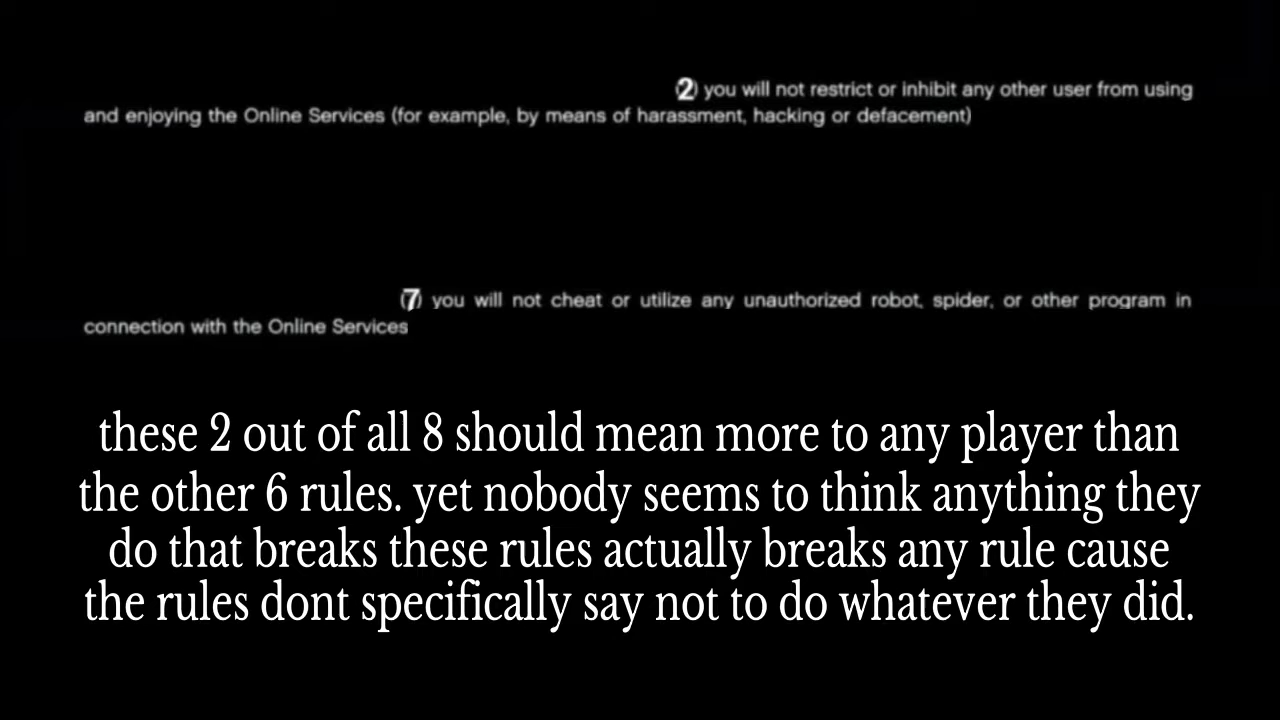 (2) you will not restrict or inhibit any other user from using
and enjoying the Online Services (for example, by means of harassment, hacking or defacement)
(7) you will not cheat or utilize any unauthorized robot, spider, or other program in
connection with the Online Services
these 2 out of all 8 should mean more to any player than
the other 6 rules. yet nobody seems to think anything they
do that breaks these rules actually breaks any rule cause
the rules dont specifically say not to do whatever they did.